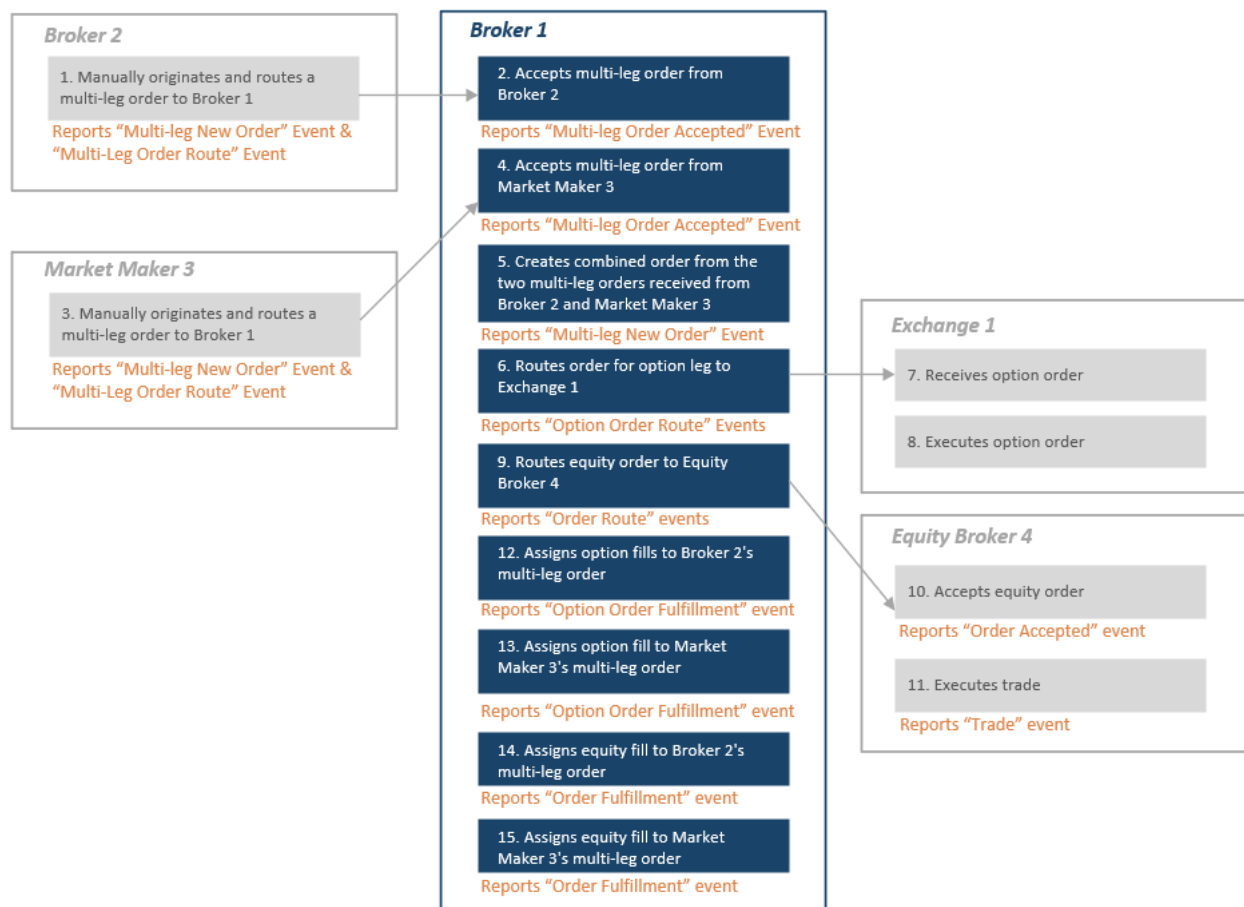 Broker 2
1. Manually originates and routes a
multi-leg order to Broker 1
Reports “Multi-leg New Order” Event &
“Multi-Leg Order Route” Event
Market Maker 3
3. Manually originates and routes a
multi-leg order to Broker 1
Reports “Multi-leg New Order” Event &
“Multi-Leg Order Route” Event
Broker 1
2. Accepts multi-leg order from
Broker 2
Reports “Multi-leg Order Accepted” Event
4. Accepts multi-leg order from
Market Maker 3
Reports “Multi-leg Order Accepted” Event
5. Creates combined order from the
two multi-leg orders received from
Broker 2 and Market Maker 3
Reports “Multi-leg New Order” Event
6. Routes order for option leg to
Exchange 1
Reports “Option Order Route” Events
9. Routes equity order to Equity
Broker 4
Reports “Order Route” events
12. Assigns option fills to Broker 2's
multi-leg order
Reports “Option Order Fulfillment” event
13. Assigns option fill to Market
Maker 3's multi-leg order
Reports “Option Order Fulfillment” event
14. Assigns equity fill to Broker 2's
multi-leg order
Reports “Order Fulfillment” event
15. Assigns equity fill to Market
Maker 3's multi-leg order
Reports “Order Fulfillment” event
Exchange 1
7. Receives option order
8. Executes option order
Equity Broker 4
10. Accepts equity order
Reports “Order Accepted” event
11. Executes trade
Reports “Trade” event